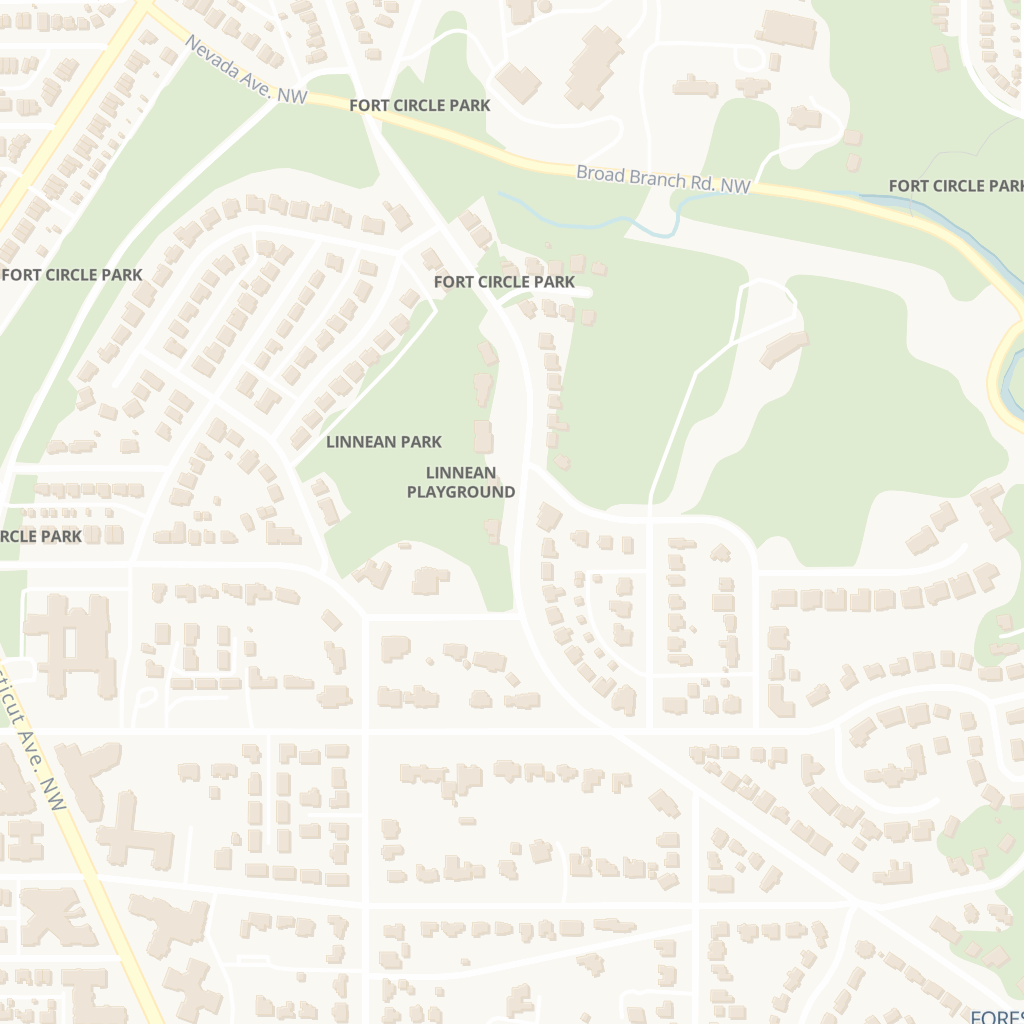 Nevada Ave. NW
FORT CIRCLE PARK
Broad Branch Rd. NW
FORT CIRCLE PARK
FORT CIRCLE PARK
FORT CIRCLE PARK
LINNEAN PARK
LINNEAN
PLAYGROUND
RCLE PARK
ticut Ave. NW
FORES